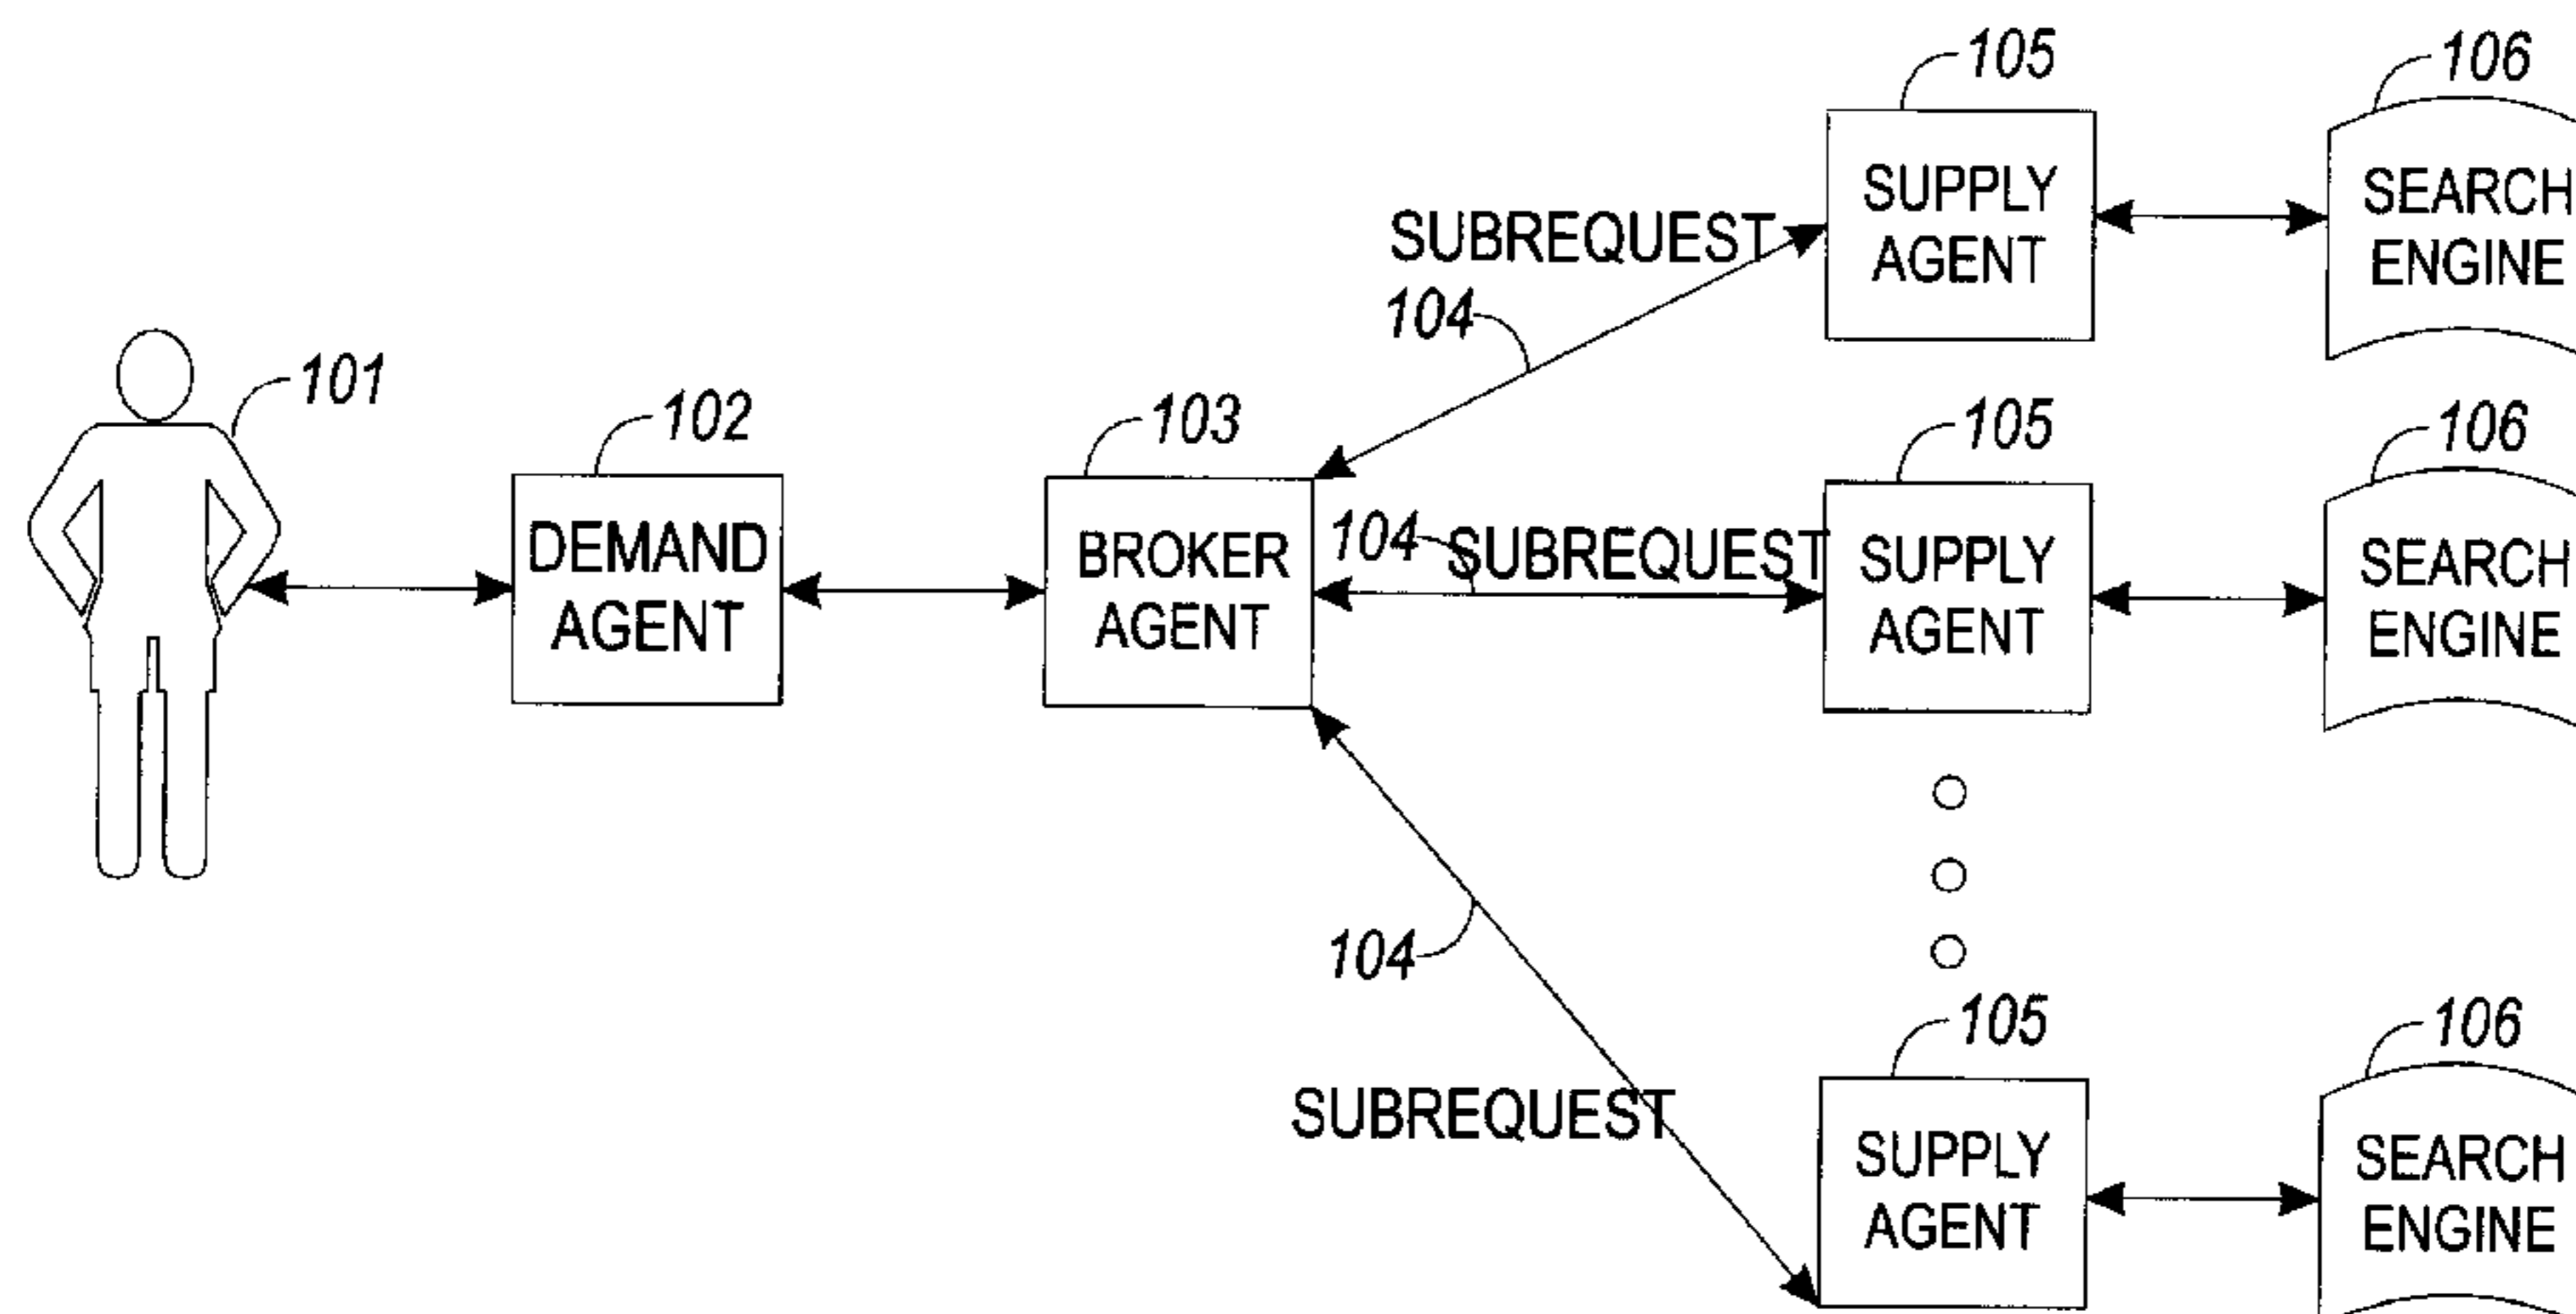 105
106
SUPPLY
AGENT
SEARCH
ENGINE
SUBREQUEST
104
101
102
103
105
106
DEMAND
AGENT
BROKER
AGENT
104
SUBREQUEST
SUPPLY
AGENT
SEARCH
ENGINE
104
105
106
SUBREQUEST
SUPPLY
AGENT
SEARCH
ENGINE